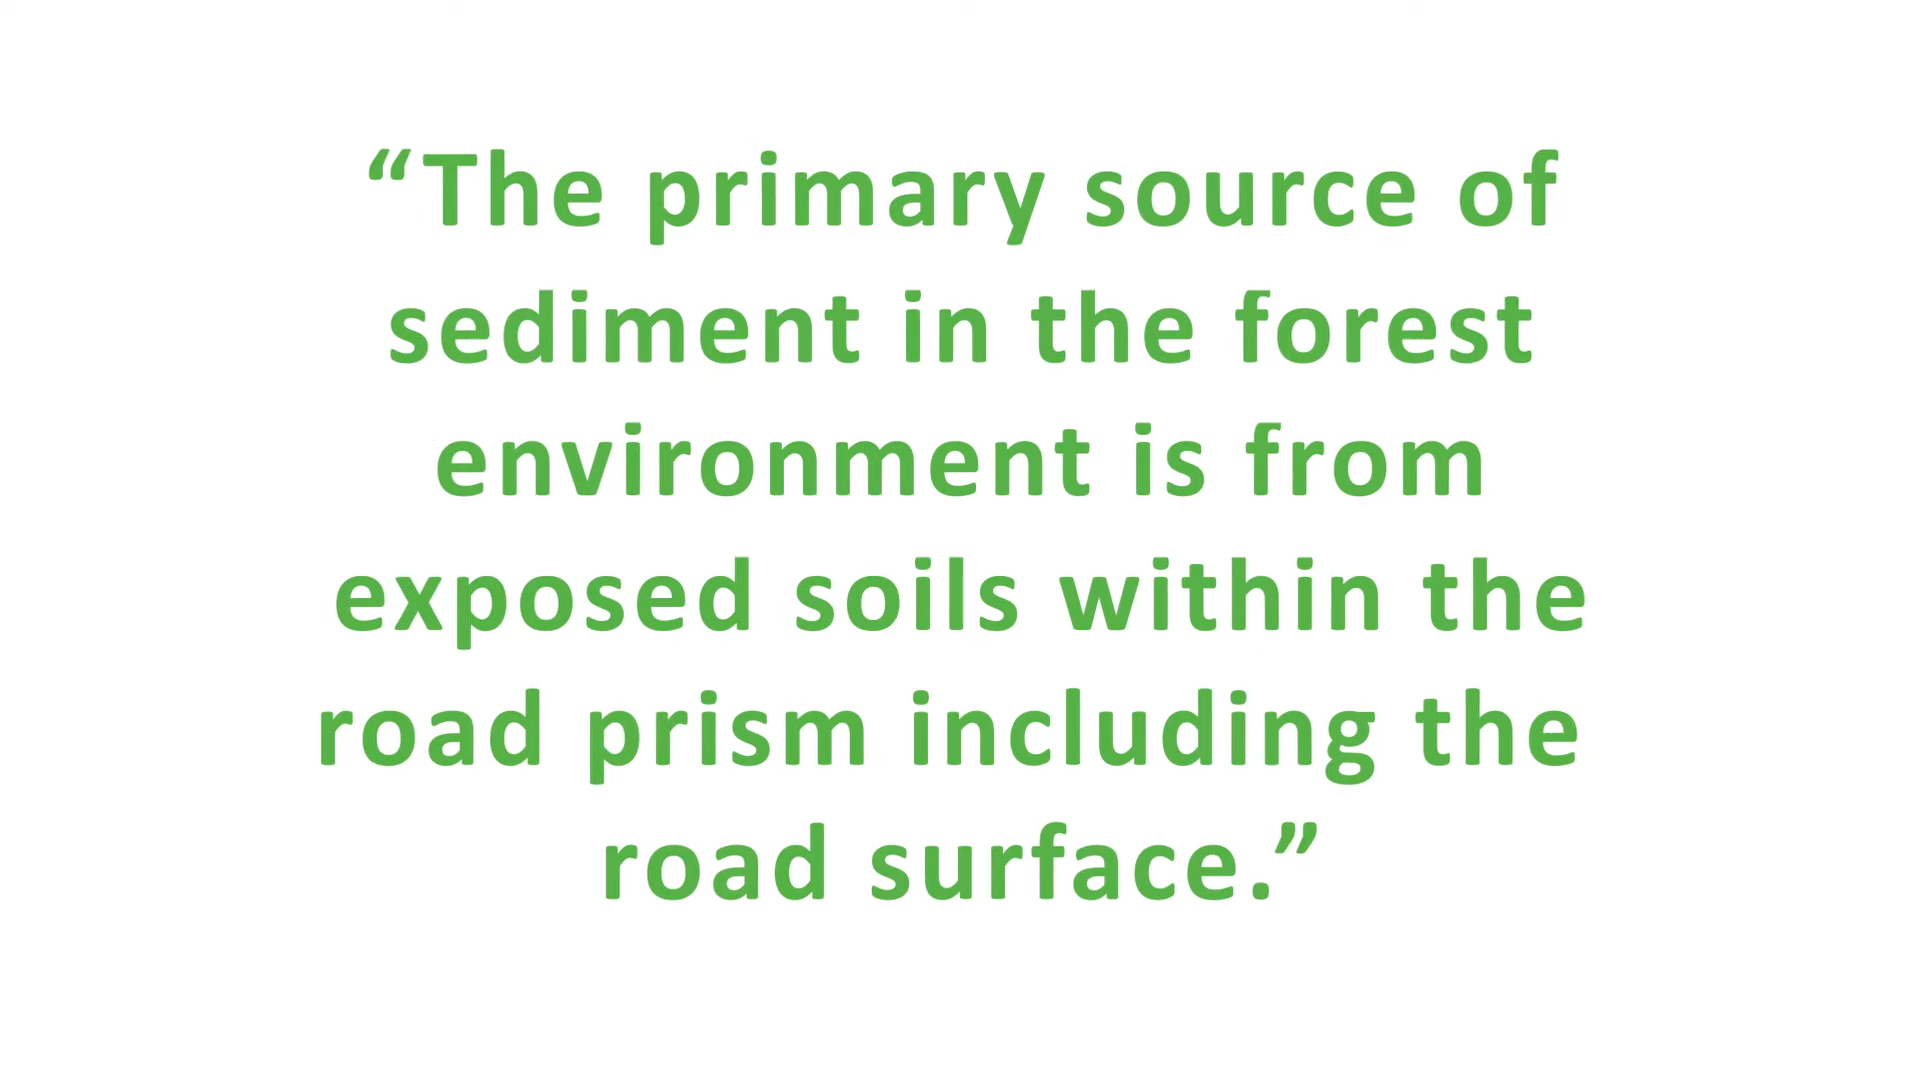 “The primary source of
sediment in the forest
environment is from
exposed soils within the
road prism including the
road surface.”